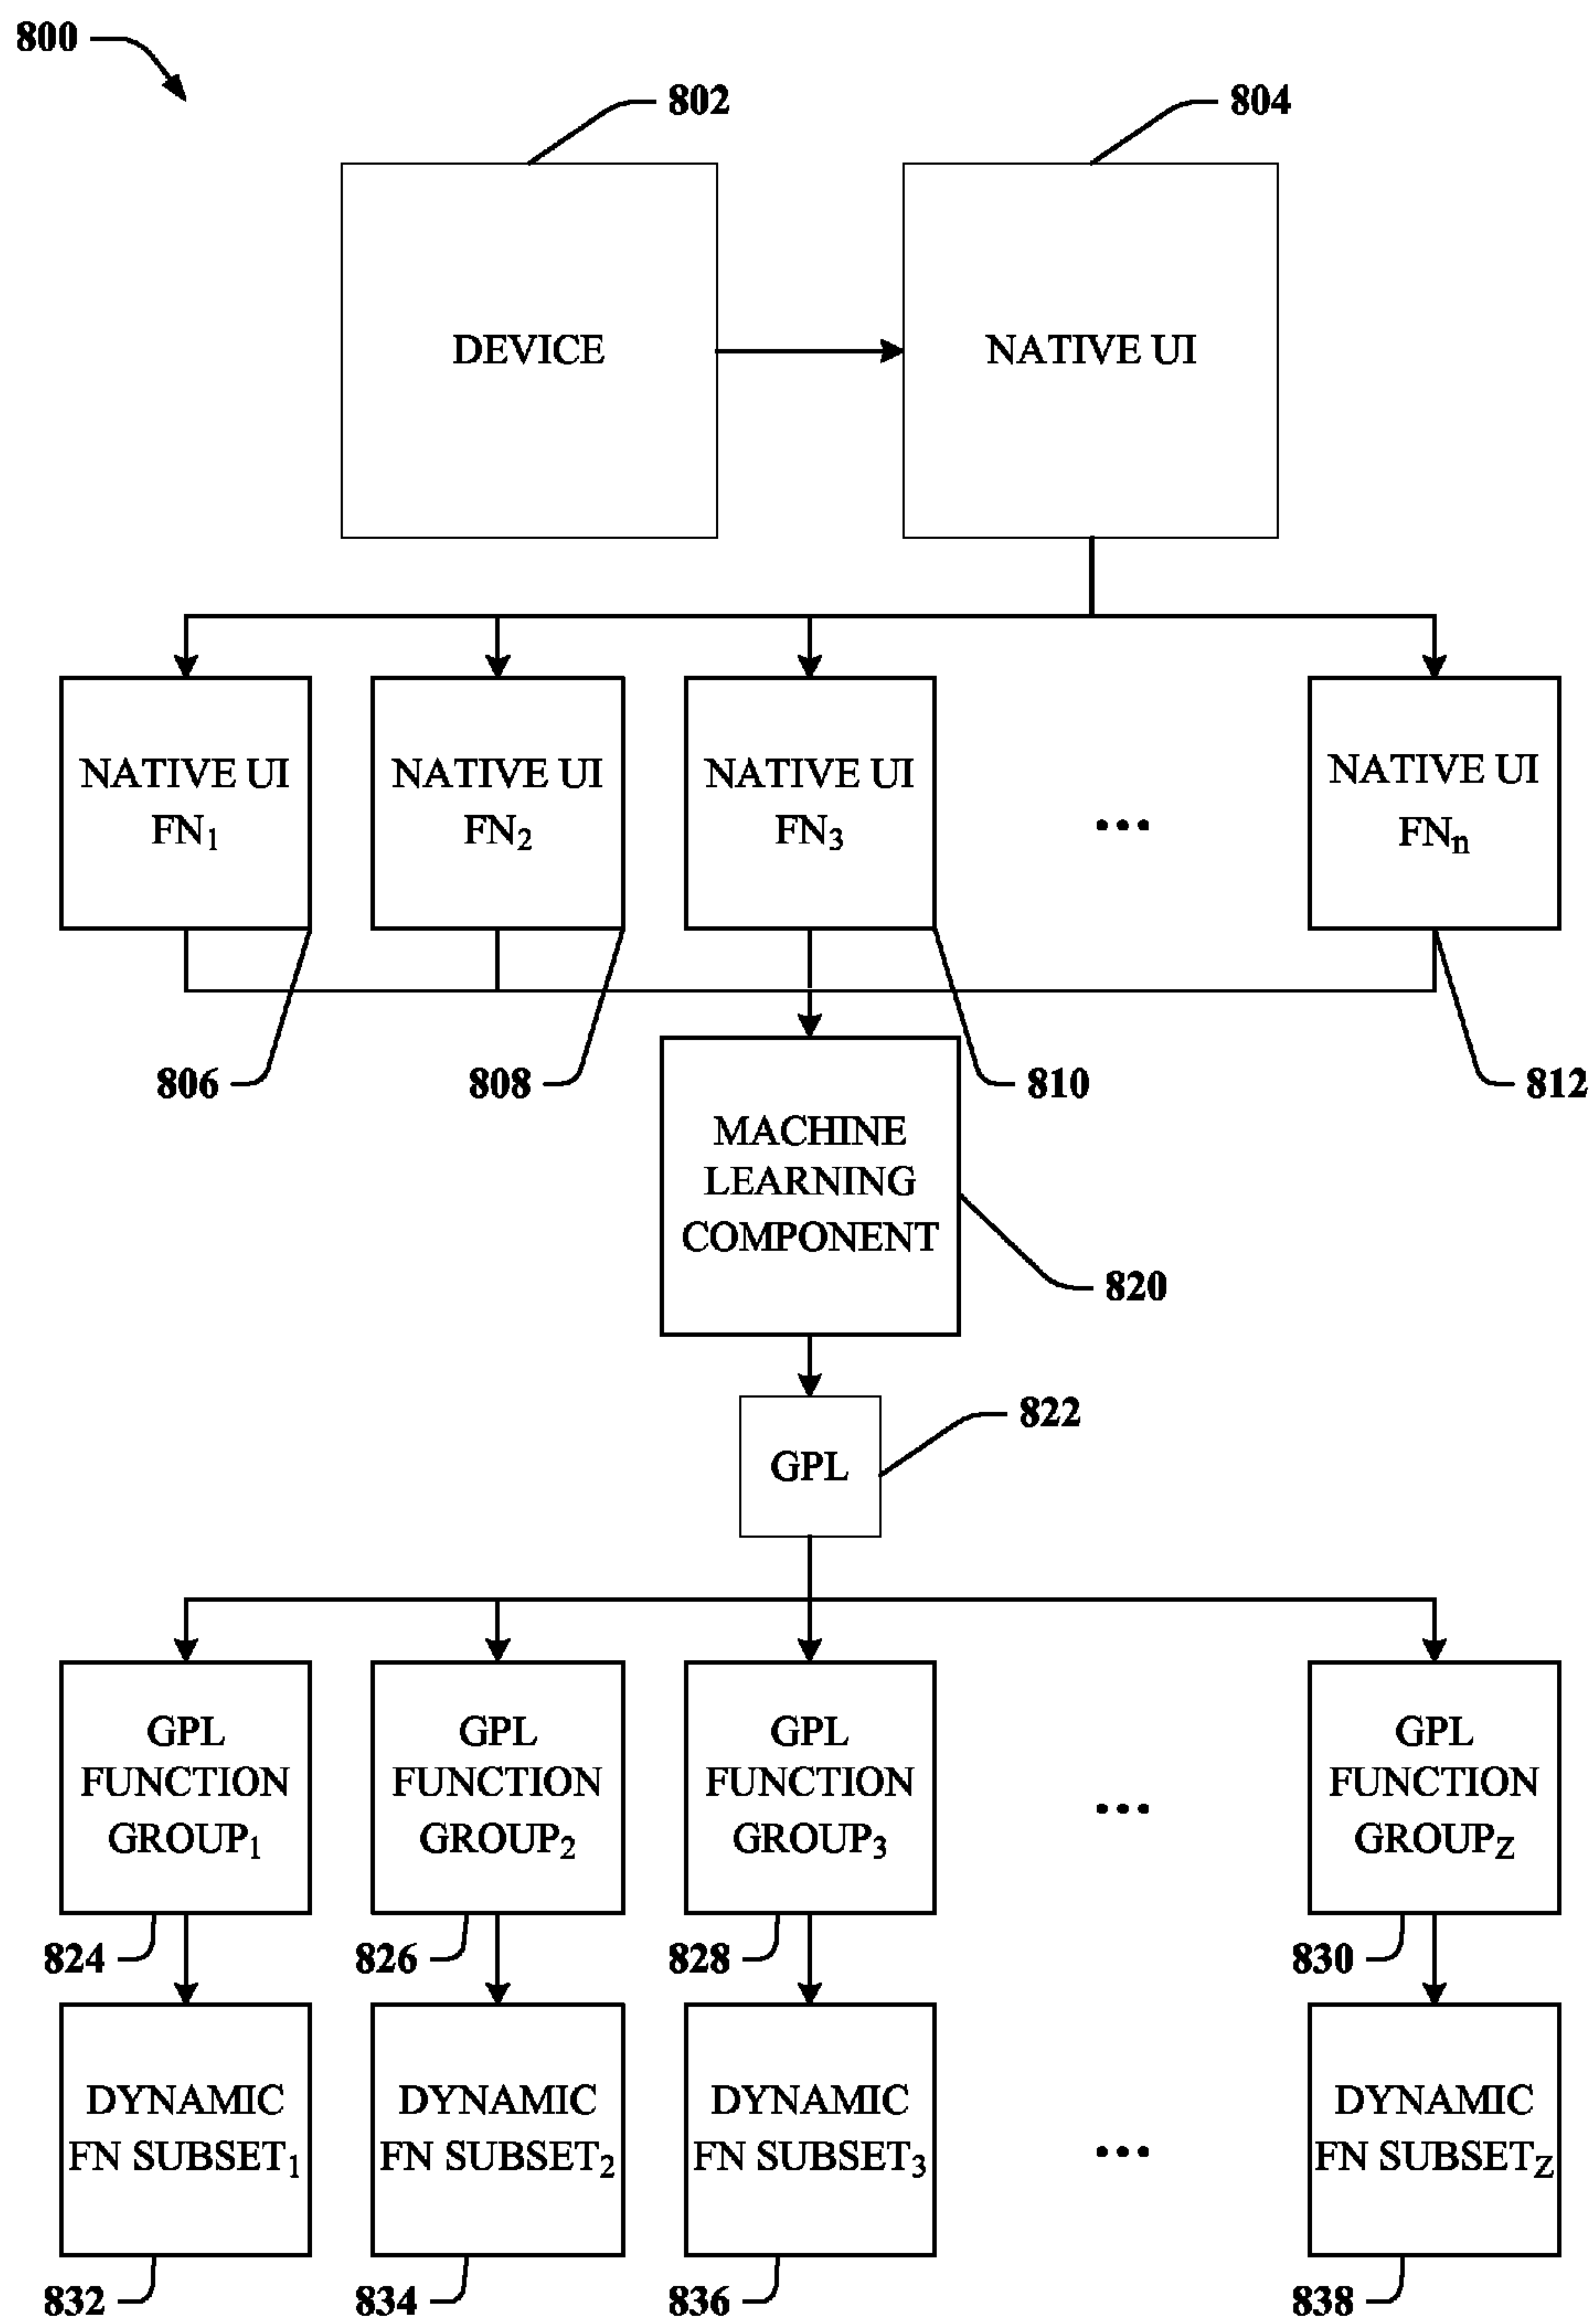 800
802
804
DEVICE
NATIVE UI
NATIVE UI
FN1
NATIVE UI
FN2
NATIVE UI
FN3
...
NATIVE UI
FNn
806
808
810
812
MACHINE
LEARNING
COMPONENT
820
822
GPL
GPL
FUNCTION
GROUP1
GPL
FUNCTION
GROUP2
GPL
FUNCTION
GROUP3
...
GPL
FUNCTION
GROUPZ
824
826
828
830
DYNAMIC
FN SUBSET1
DYNAMIC
FN SUBSET2
DYNAMIC
FN SUBSET3
...
DYNAMIC
FN SUBSETZ
832
834
836
838